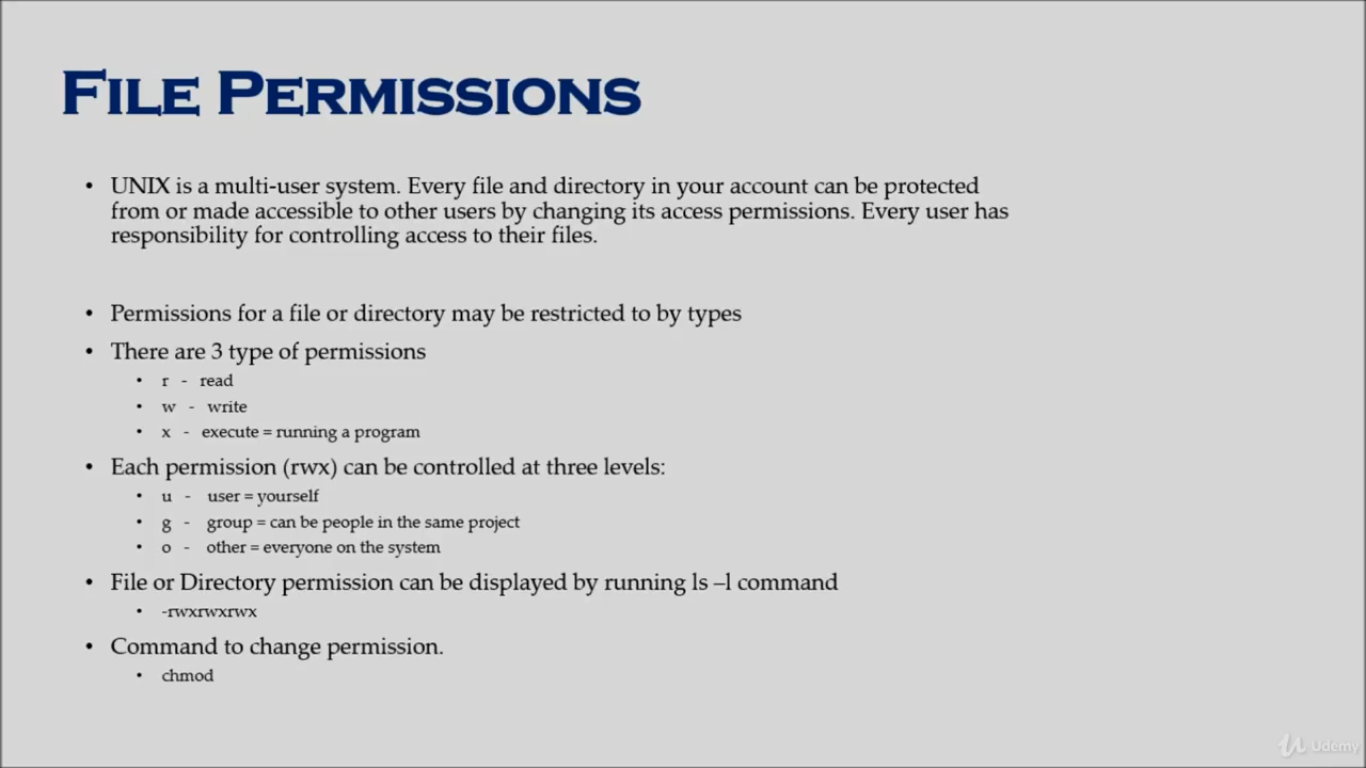 FILE PERMISSIONS
• UNIX is a multi-user system. Every file and directory in your account can be protected
from or made accessible to other users by changing its access permissions. Every user has
responsibility for controlling access to their files.
• Permissions for a file or directory may be restricted to by types
• There are 3 type of permissions
• r - read
• w - write
• x - execute = running a program
• Each permission (rwx) can be controlled at three levels:
• u - user = yourself
• g - group = can be people in the same project
• o - other = everyone on the system
• File or Directory permission can be displayed by running ls –l command
• -rwxrwxrwx
• Command to change permission.
• chmod
Udemy